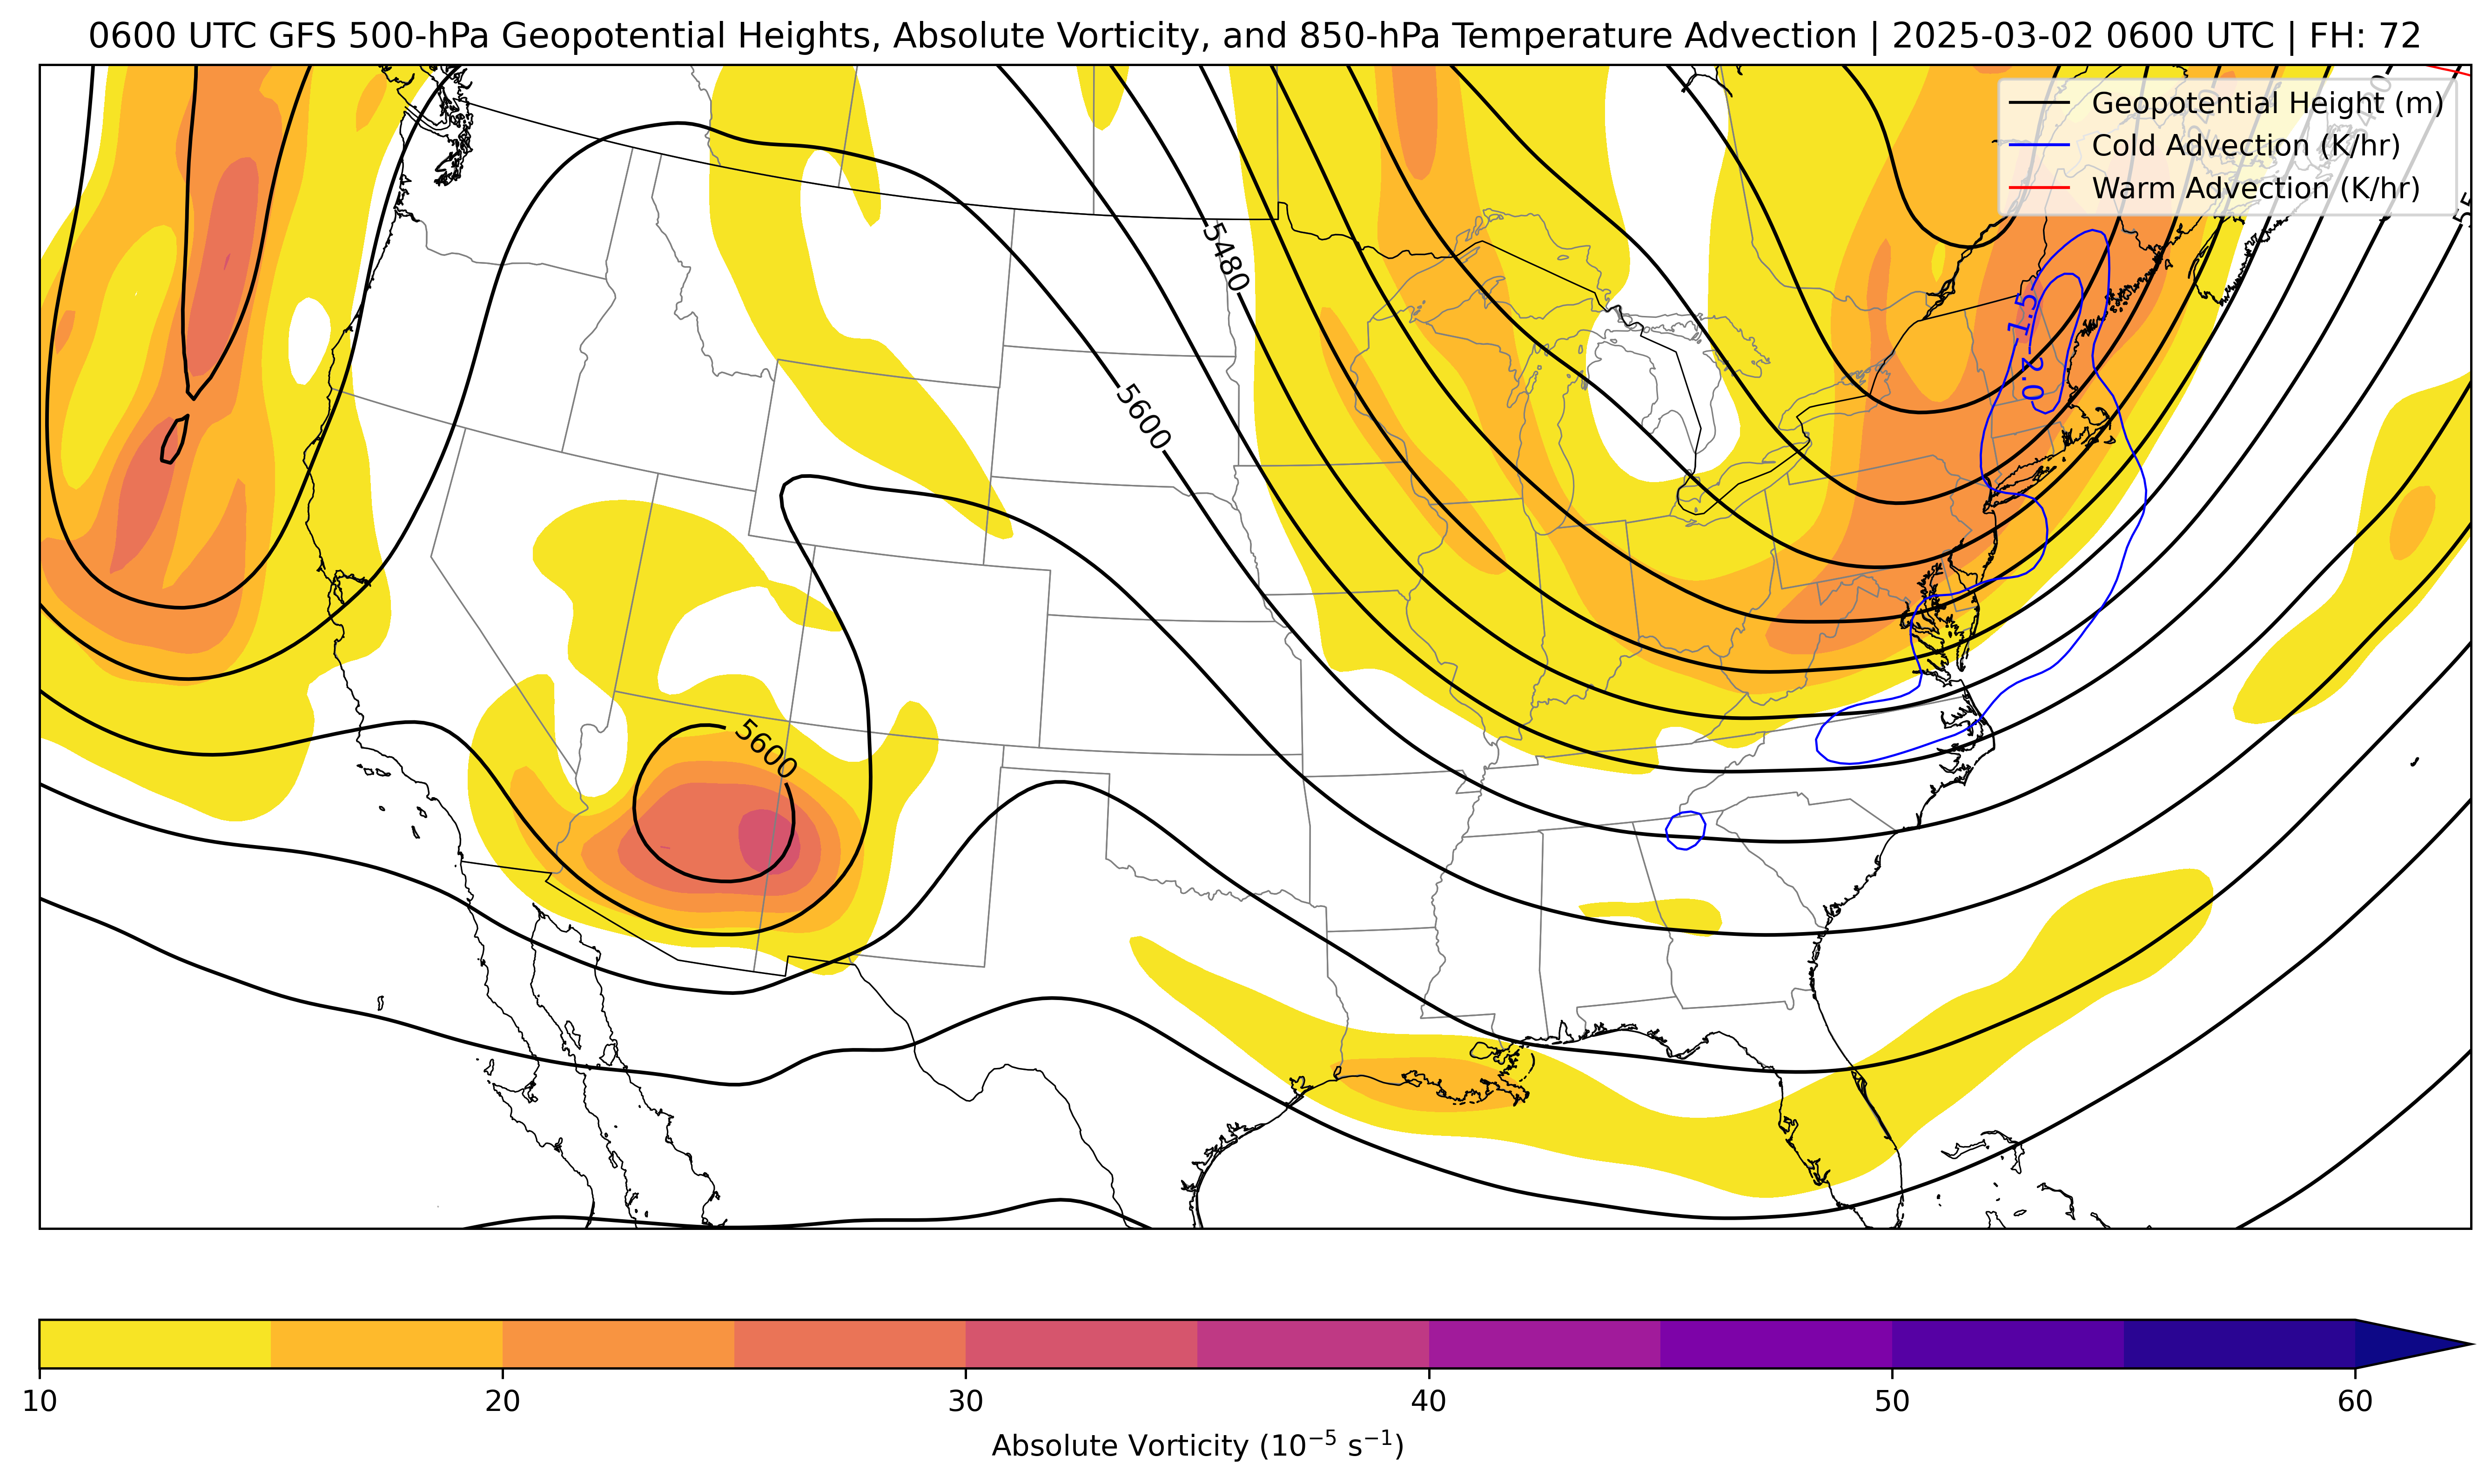 0600 UTC GFS 500-hPa Geopotential Heights, Absolute Vorticity, and 850-hPa Temperature Advection | 2025-03-02 0600 UTC | FH: 72
Geopotential Height (m)
Cold Advection (K/hr)
Warm Advection (K/hr)
5480
-1.5
-2.0
5600
5600
10 20 30 40 50 60
Absolute Vorticity (10⁻⁵ s⁻¹)